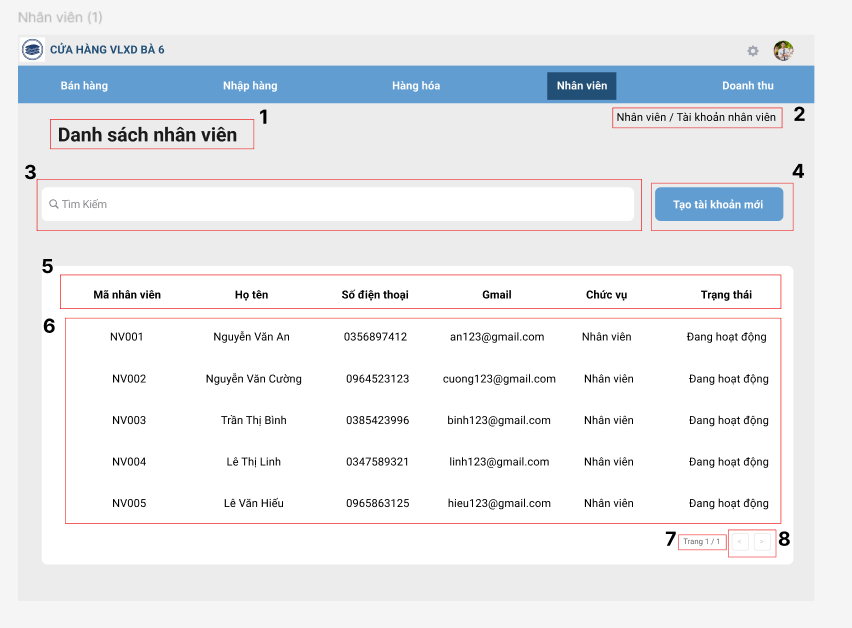 Nhân viên (1)
CỬA HÀNG VLXD BÀ 6
Bán hàng Nhập hàng Hàng hóa Nhân viên Doanh thu
Danh sách nhân viên 1
Nhân viên / Tài khoản nhân viên 2
3
Tìm Kiếm
4
Tạo tài khoản mới
5
Mã nhân viên Họ tên Số điện thoại Gmail Chức vụ Trạng thái
6
NV001 Nguyễn Văn An 0356897412 an123@gmail.com Nhân viên Đang hoạt động
NV002 Nguyễn Văn Cường 0964523123 cuong123@gmail.com Nhân viên Đang hoạt động
NV003 Trần Thị Bình 0385423996 binh123@gmail.com Nhân viên Đang hoạt động
NV004 Lê Thị Linh 0347589321 linh123@gmail.com Nhân viên Đang hoạt động
NV005 Lê Văn Hiếu 0965863125 hieu123@gmail.com Nhân viên Đang hoạt động
7 Trang 1 / 1 8